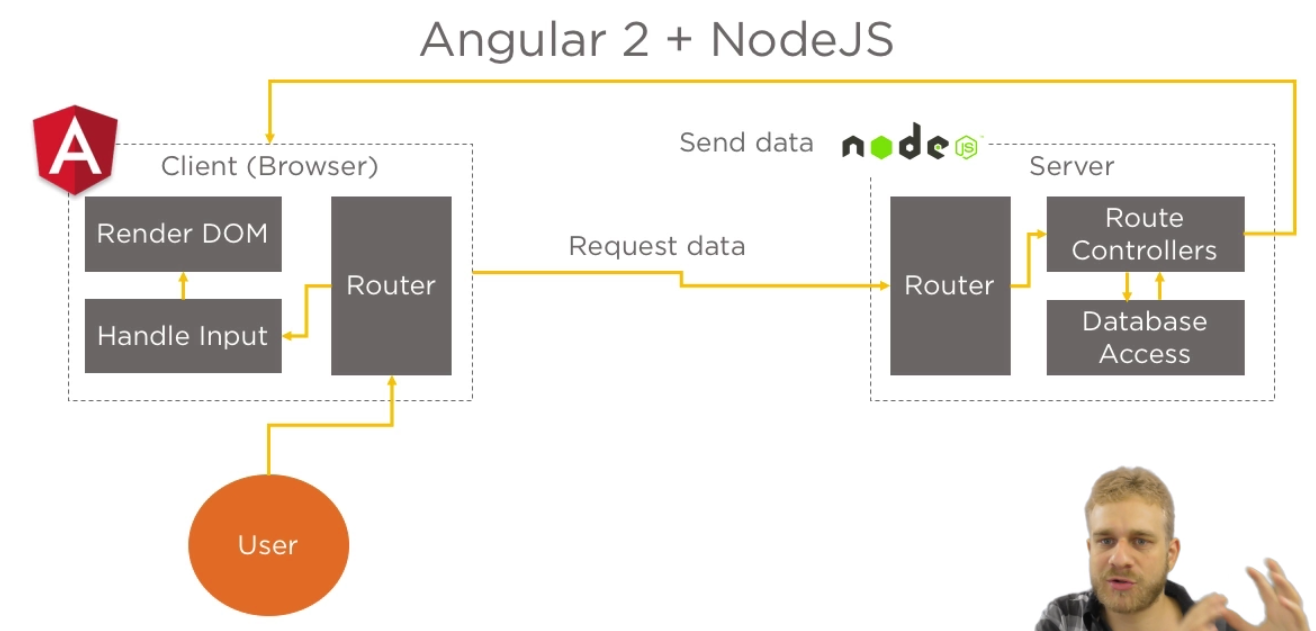 Angular 2 + NodeJS
A
Client (Browser)
Render DOM
Handle Input
Router
Request data
Send data
node JS
Server
Router
Route
Controllers
Database
Access
User